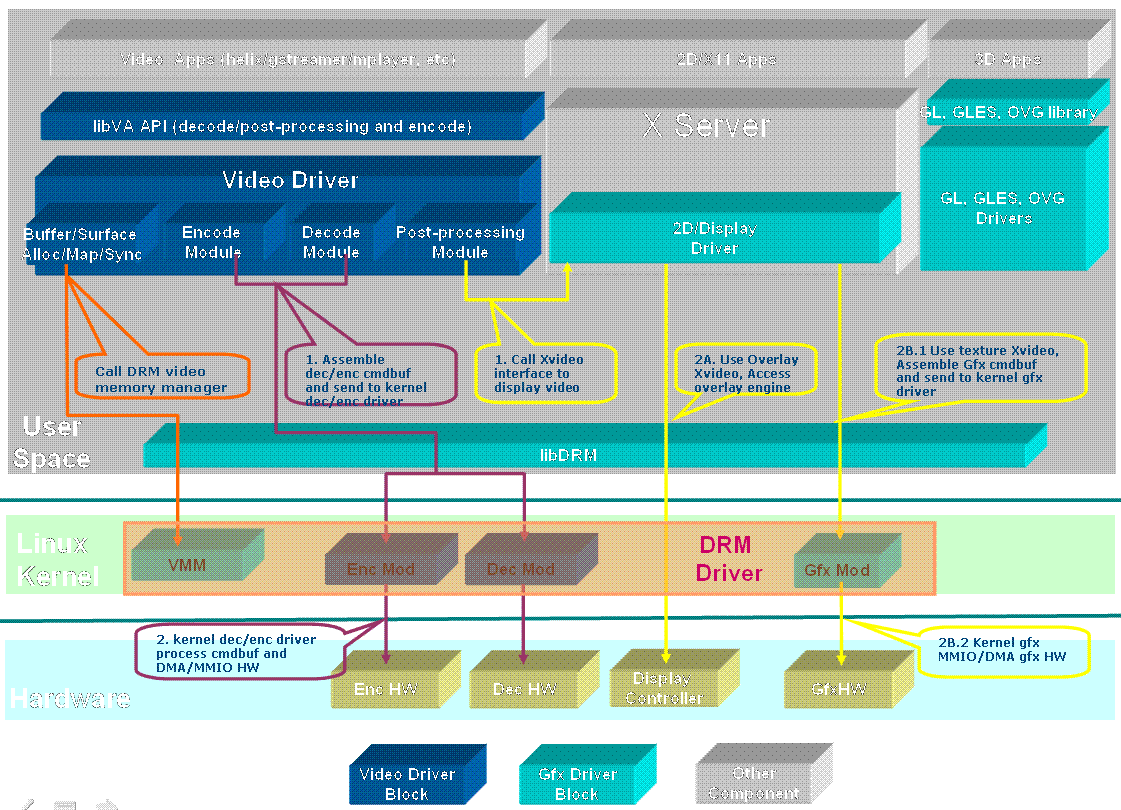 Video Apps (helix/gstreamer/mplayer, etc)
2D/X11 Apps
3D Apps
libVA API (decode/post-processing and encode)
X Server
GL, GLES, OVG library
Video Driver
GL, GLES, OVG
Drivers
Buffer/Surface
Alloc/Map/Sync
Encode
Module
Decode
Module
Post-processing
Module
2D/Display
Driver
Call DRM video
memory manager
1. Assemble
dec/enc cmdbuf
and send to kernel
dec/enc driver
1. Call Xvideo
interface to
display video
2A. Use Overlay
Xvideo, Access
overlay engine
2B.1 Use texture Xvideo,
Assemble Gfx cmdbuf
and send to kernel gfx
driver
User
Space
libDRM
Linux
Kernel
VMM
Enc Mod
Dec Mod
DRM
Driver
Gfx Mod
2. kernel dec/enc driver
process cmdbuf and
DMA/MMIO HW
2B.2 Kernel gfx
MMIO/DMA gfx HW
Hardware
Enc HW
Dec HW
Display
Controller
GfxHW
Video Driver
Block
Gfx Driver
Block
Other
Component